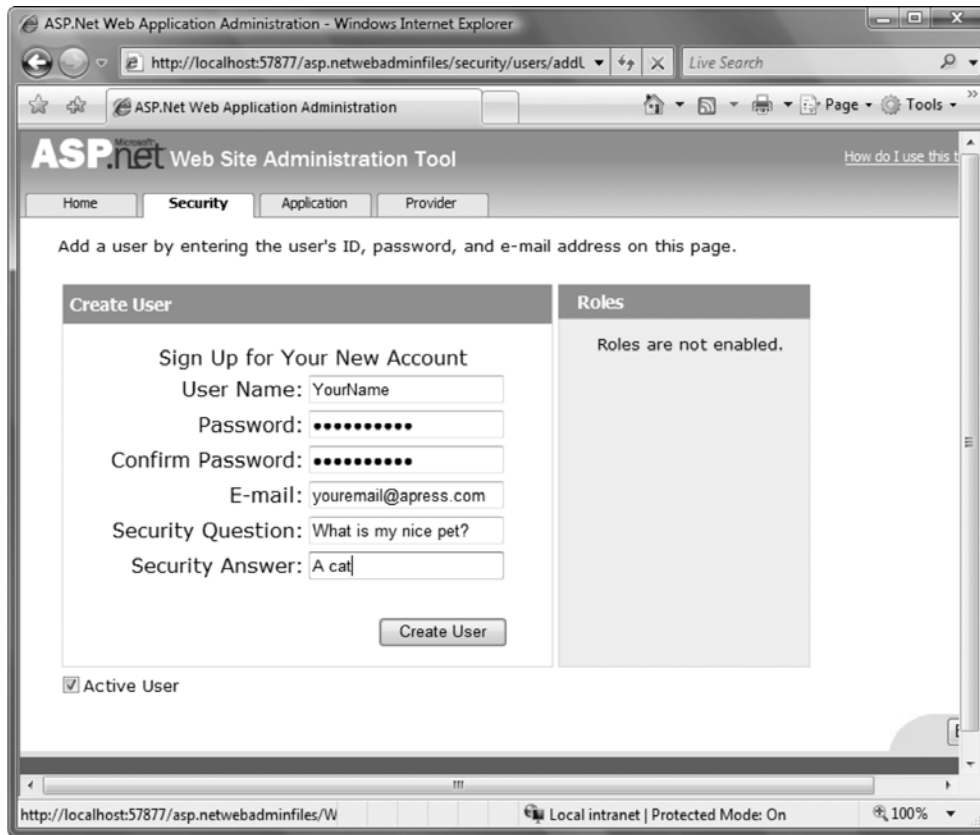 ASP.Net Web Application Administration - Windows Internet Explorer
http://localhost:57877/asp.netwebadminfiles/security/users/addU
Live Search
ASP.Net Web Application Administration
Page
Tools
Microsoft
ASP.net Web Site Administration Tool
How do I use this t
Home
Security
Application
Provider
Add a user by entering the user's ID, password, and e-mail address on this page.
Create User
Roles
Sign Up for Your New Account
Roles are not enabled.
User Name: YourName
Password: ••••••••••
Confirm Password: ••••••••••
E-mail: youremail@apress.com
Security Question: What is my nice pet?
Security Answer: A cat
Create User
Active User
http://localhost:57877/asp.netwebadminfiles/W
Local intranet | Protected Mode: On
100%